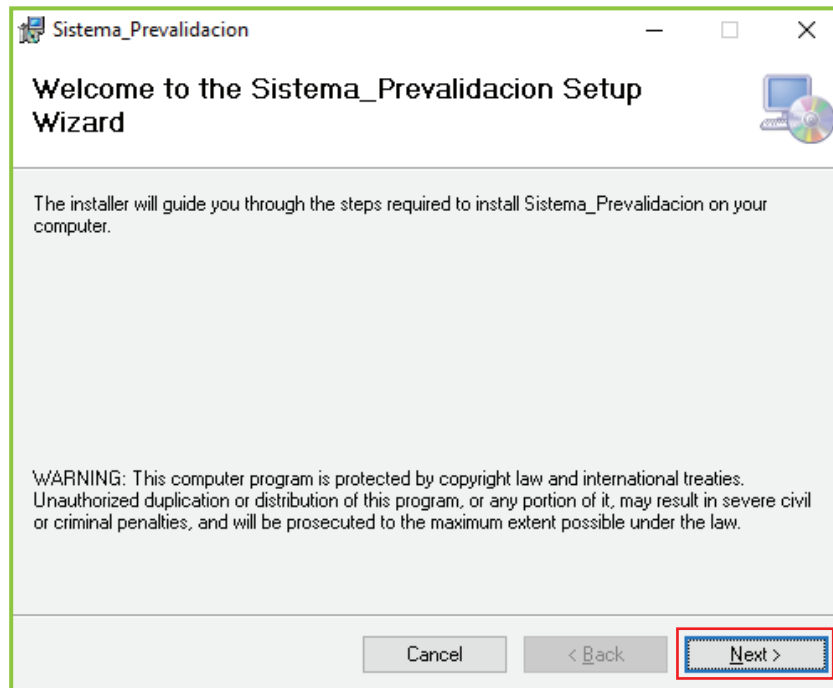 Sistema_Prevalidacion
Welcome to the Sistema_Prevalidacion Setup
Wizard
The installer will guide you through the steps required to install Sistema_Prevalidacion on your
computer.
WARNING: This computer program is protected by copyright law and international treaties.
Unauthorized duplication or distribution of this program, or any portion of it, may result in severe civil
or criminal penalties, and will be prosecuted to the maximum extent possible under the law.
Cancel < Back Next >